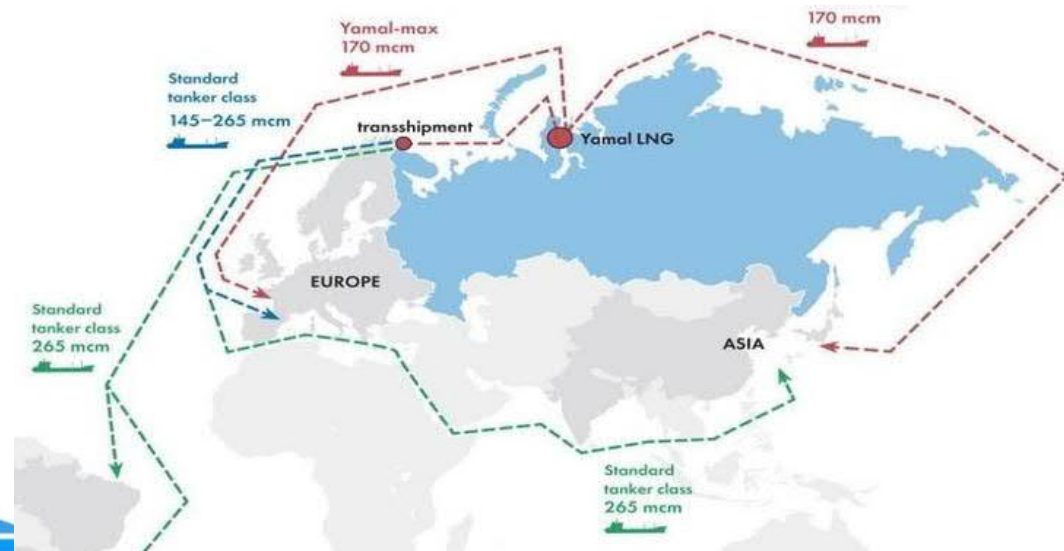 Yamal-max
170 mcm
170 mcm
Standard
tanker class
145–265 mcm
transshipment
Yamal LNG
EUROPE
Standard
tanker class
265 mcm
ASIA
Standard
tanker class
265 mcm